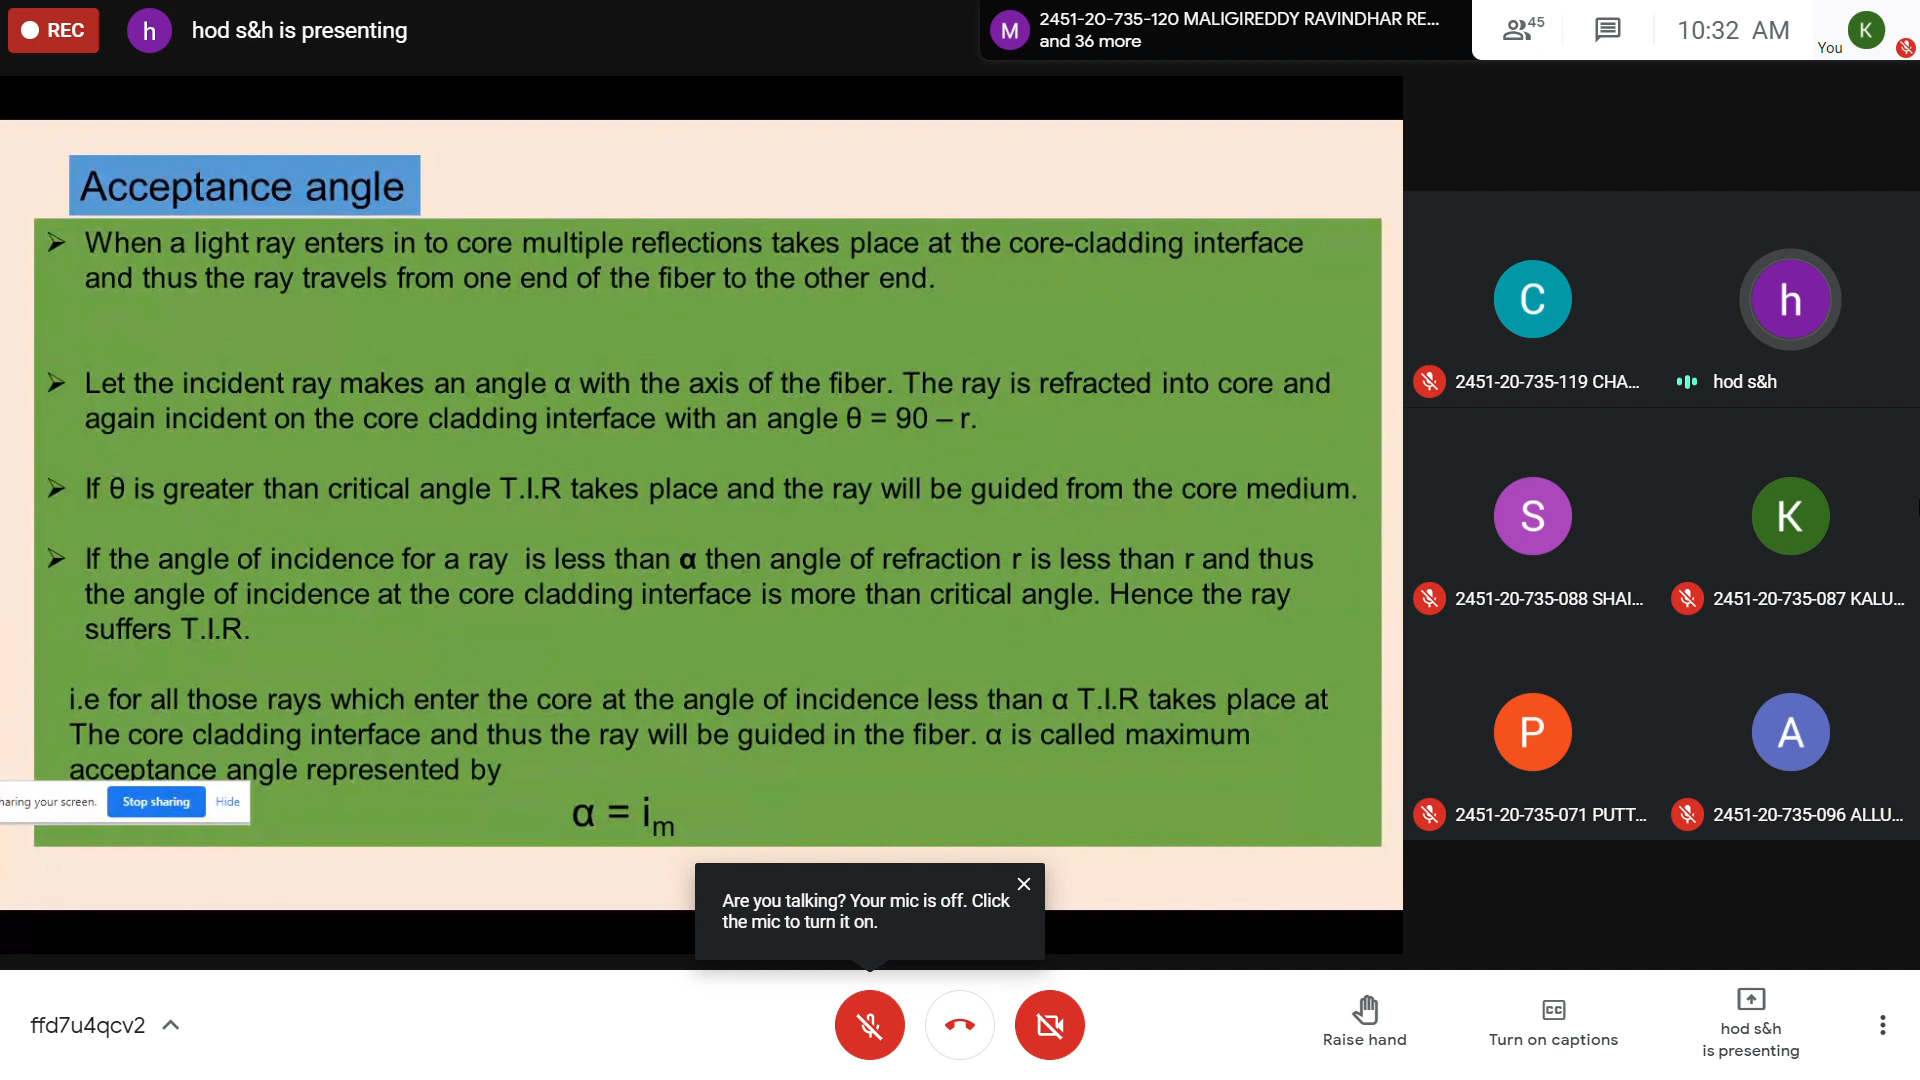 REC
h
hod s&h is presenting
M
2451-20-735-120 MALIGIREDDY RAVINDHAR RE...
and 36 more
45
10:32 AM
You
K
Acceptance angle
➢ When a light ray enters in to core multiple reflections takes place at the core-cladding interface
and thus the ray travels from one end of the fiber to the other end.
➢ Let the incident ray makes an angle α with the axis of the fiber. The ray is refracted into core and
again incident on the core cladding interface with an angle θ = 90 – r.
➢ If θ is greater than critical angle T.I.R takes place and the ray will be guided from the core medium.
➢ If the angle of incidence for a ray is less than α then angle of refraction r is less than r and thus
the angle of incidence at the core cladding interface is more than critical angle. Hence the ray
suffers T.I.R.
i.e for all those rays which enter the core at the angle of incidence less than α T.I.R takes place at
The core cladding interface and thus the ray will be guided in the fiber. α is called maximum
acceptance angle represented by
α = iₘ
haring your screen.
Stop sharing
Hide
C
2451-20-735-119 CHA...
h
hod s&h
S
2451-20-735-088 SHAI...
K
2451-20-735-087 KALU...
P
2451-20-735-071 PUTT...
A
2451-20-735-096 ALLU...
Are you talking? Your mic is off. Click
the mic to turn it on.
ffd7u4qcv2
Raise hand
CC
Turn on captions
hod s&h
is presenting